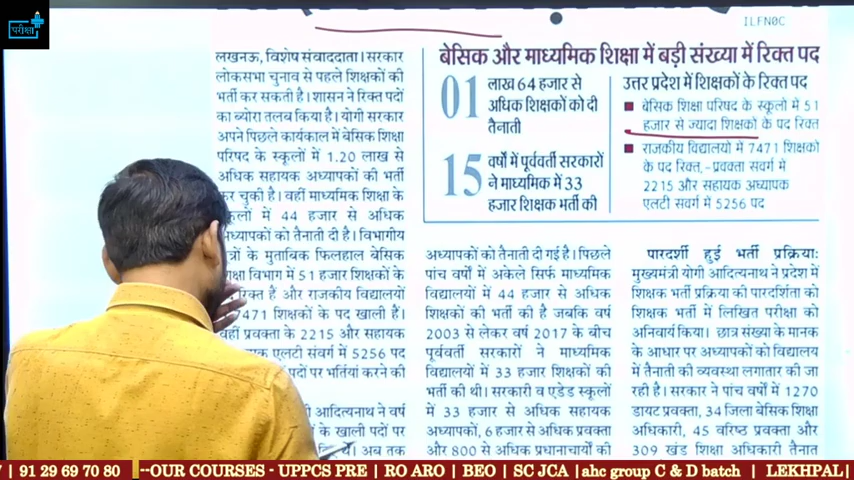 परीक्षा
ILFN0C
लखनऊ, विशेष संवाददाता। सरकार
लोकसभा चुनाव से पहले शिक्षकों की
भर्ती कर सकती है। शासन ने रिक्त पदों
का ब्योरा तलब किया है। योगी सरकार
अपने पिछले कार्यकाल में बेसिक शिक्षा
परिषद के स्कूलों में 1.20 लाख से
अधिक सहायक अध्यापकों की भर्ती
कर चुकी है। वहीं माध्यमिक शिक्षा के
में 44 हजार से अधिक
को तैनाती दी है। विभागीय
के मुताबिक फिलहाल बेसिक
विभाग में 51 हजार शिक्षकों के
हैं और राजकीय विद्यालयों
7471 शिक्षकों के पद खाली हैं।
प्रवक्ता के 2215 और सहायक
एलटी संवर्ग में 5256 पद
पदों पर भर्तियां करने की
आदित्यनाथ ने वर्ष
के खाली पदों पर
अब तक
बेसिक और माध्यमिक शिक्षा में बड़ी संख्या में रिक्त पद
01 लाख 64 हजार से
अधिक शिक्षकों को दी
तैनाती
15 वर्षों में पूर्ववर्ती सरकारों
ने माध्यमिक में 33
हजार शिक्षक भर्ती की
उत्तर प्रदेश में शिक्षकों के रिक्त पद
बेसिक शिक्षा परिषद के स्कूलों में 51
हजार से ज्यादा शिक्षकों के पद रिक्त
राजकीय विद्यालयों में 7471 शिक्षकों
के पद रिक्त, -प्रवक्ता संवर्ग में
2215 और सहायक अध्यापक
एलटी संवर्ग में 5256 पद
अध्यापकों को तैनाती दी गई है। पिछले
पांच वर्षों में अकेले सिर्फ माध्यमिक
विद्यालयों में 44 हजार से अधिक
शिक्षकों की भर्ती की है जबकि वर्ष
2003 से लेकर वर्ष 2017 के बीच
पूर्ववर्ती सरकारों ने माध्यमिक
विद्यालयों में 33 हजार शिक्षकों की
भर्ती की थी। सरकारी व एडेड स्कूलों
में 33 हजार से अधिक सहायक
अध्यापकों, 6 हजार से अधिक प्रवक्ता
और 800 से अधिक प्रधानाचार्यों की
पारदर्शी हुई भर्ती प्रक्रिया:
मुख्यमंत्री योगी आदित्यनाथ ने प्रदेश में
शिक्षक भर्ती प्रक्रिया की पारदर्शिता को
शिक्षक भर्ती में लिखित परीक्षा को
अनिवार्य किया। छात्र संख्या के मानक
के आधार पर अध्यापकों को विद्यालय
में तैनाती की व्यवस्था लगातार की जा
रही है। सरकार ने पांच वर्षों में 1270
डायट प्रवक्ता, 34 जिला बेसिक शिक्षा
अधिकारी, 45 वरिष्ठ प्रवक्ता और
309 खंड शिक्षा अधिकारी तैनात
| 91 29 69 70 80 | --OUR COURSES - UPPCS PRE | RO ARO | BEO | SC JCA | ahc group C & D batch | LEKHPAL|